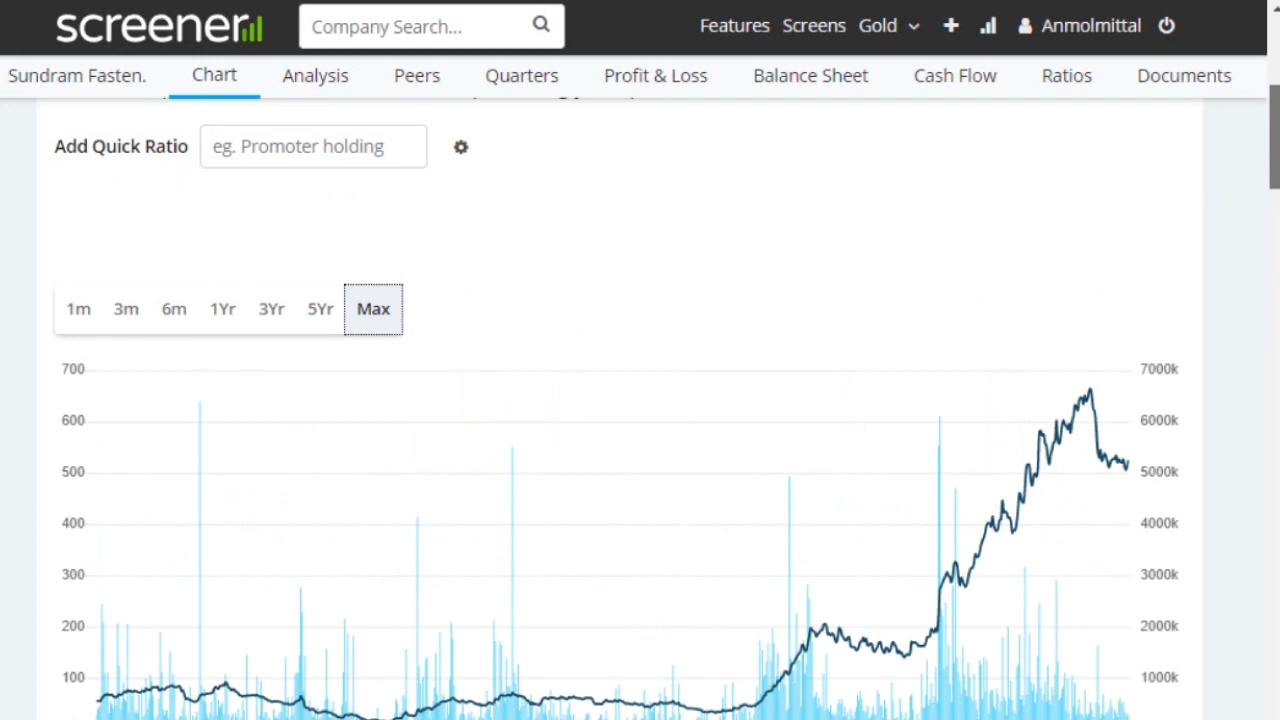 screener
Company Search...
Features Screens Gold Anmolmittal
Sundram Fasten. Chart Analysis Peers Quarters Profit & Loss Balance Sheet Cash Flow Ratios Documents
Add Quick Ratio eg. Promoter holding
1m 3m 6m 1Yr 3Yr 5Yr Max
700 7000k
600 6000k
500 5000k
400 4000k
300 3000k
200 2000k
100 1000k